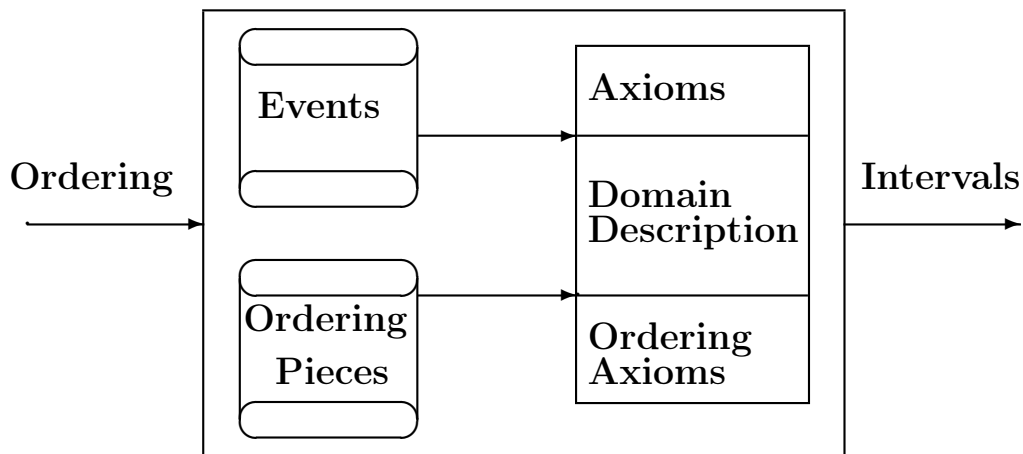 Ordering
Events
Ordering
Pieces
Axioms
Domain
Description
Ordering
Axioms
Intervals